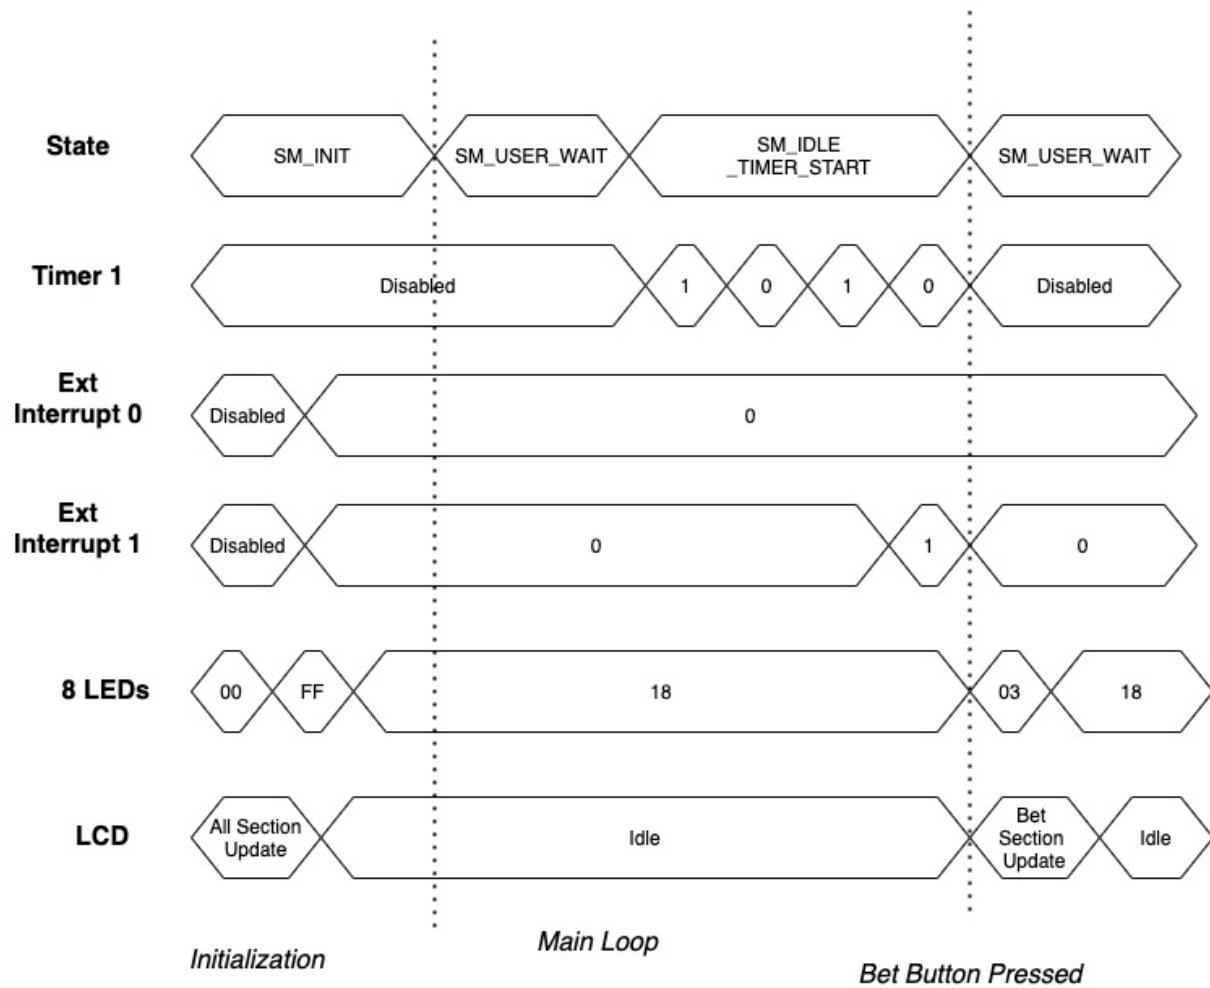 State
SM_INIT
SM_USER_WAIT
SM_IDLE
_TIMER_START
SM_USER_WAIT
Timer 1
Disabled
1
0
1
0
Disabled
Ext
Interrupt 0
Disabled
0
Ext
Interrupt 1
Disabled
0
1
0
8 LEDs
00
FF
18
03
18
LCD
All Section
Update
Idle
Bet
Section
Update
Idle
Initialization
Main Loop
Bet Button Pressed